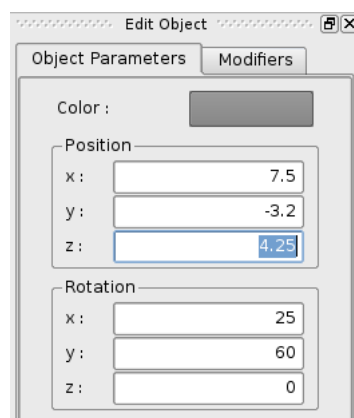 Edit Object
Object Parameters Modifiers
Color :
Position
x : 7.5
y : -3.2
z : 4.25
Rotation
x : 25
y : 60
z : 0